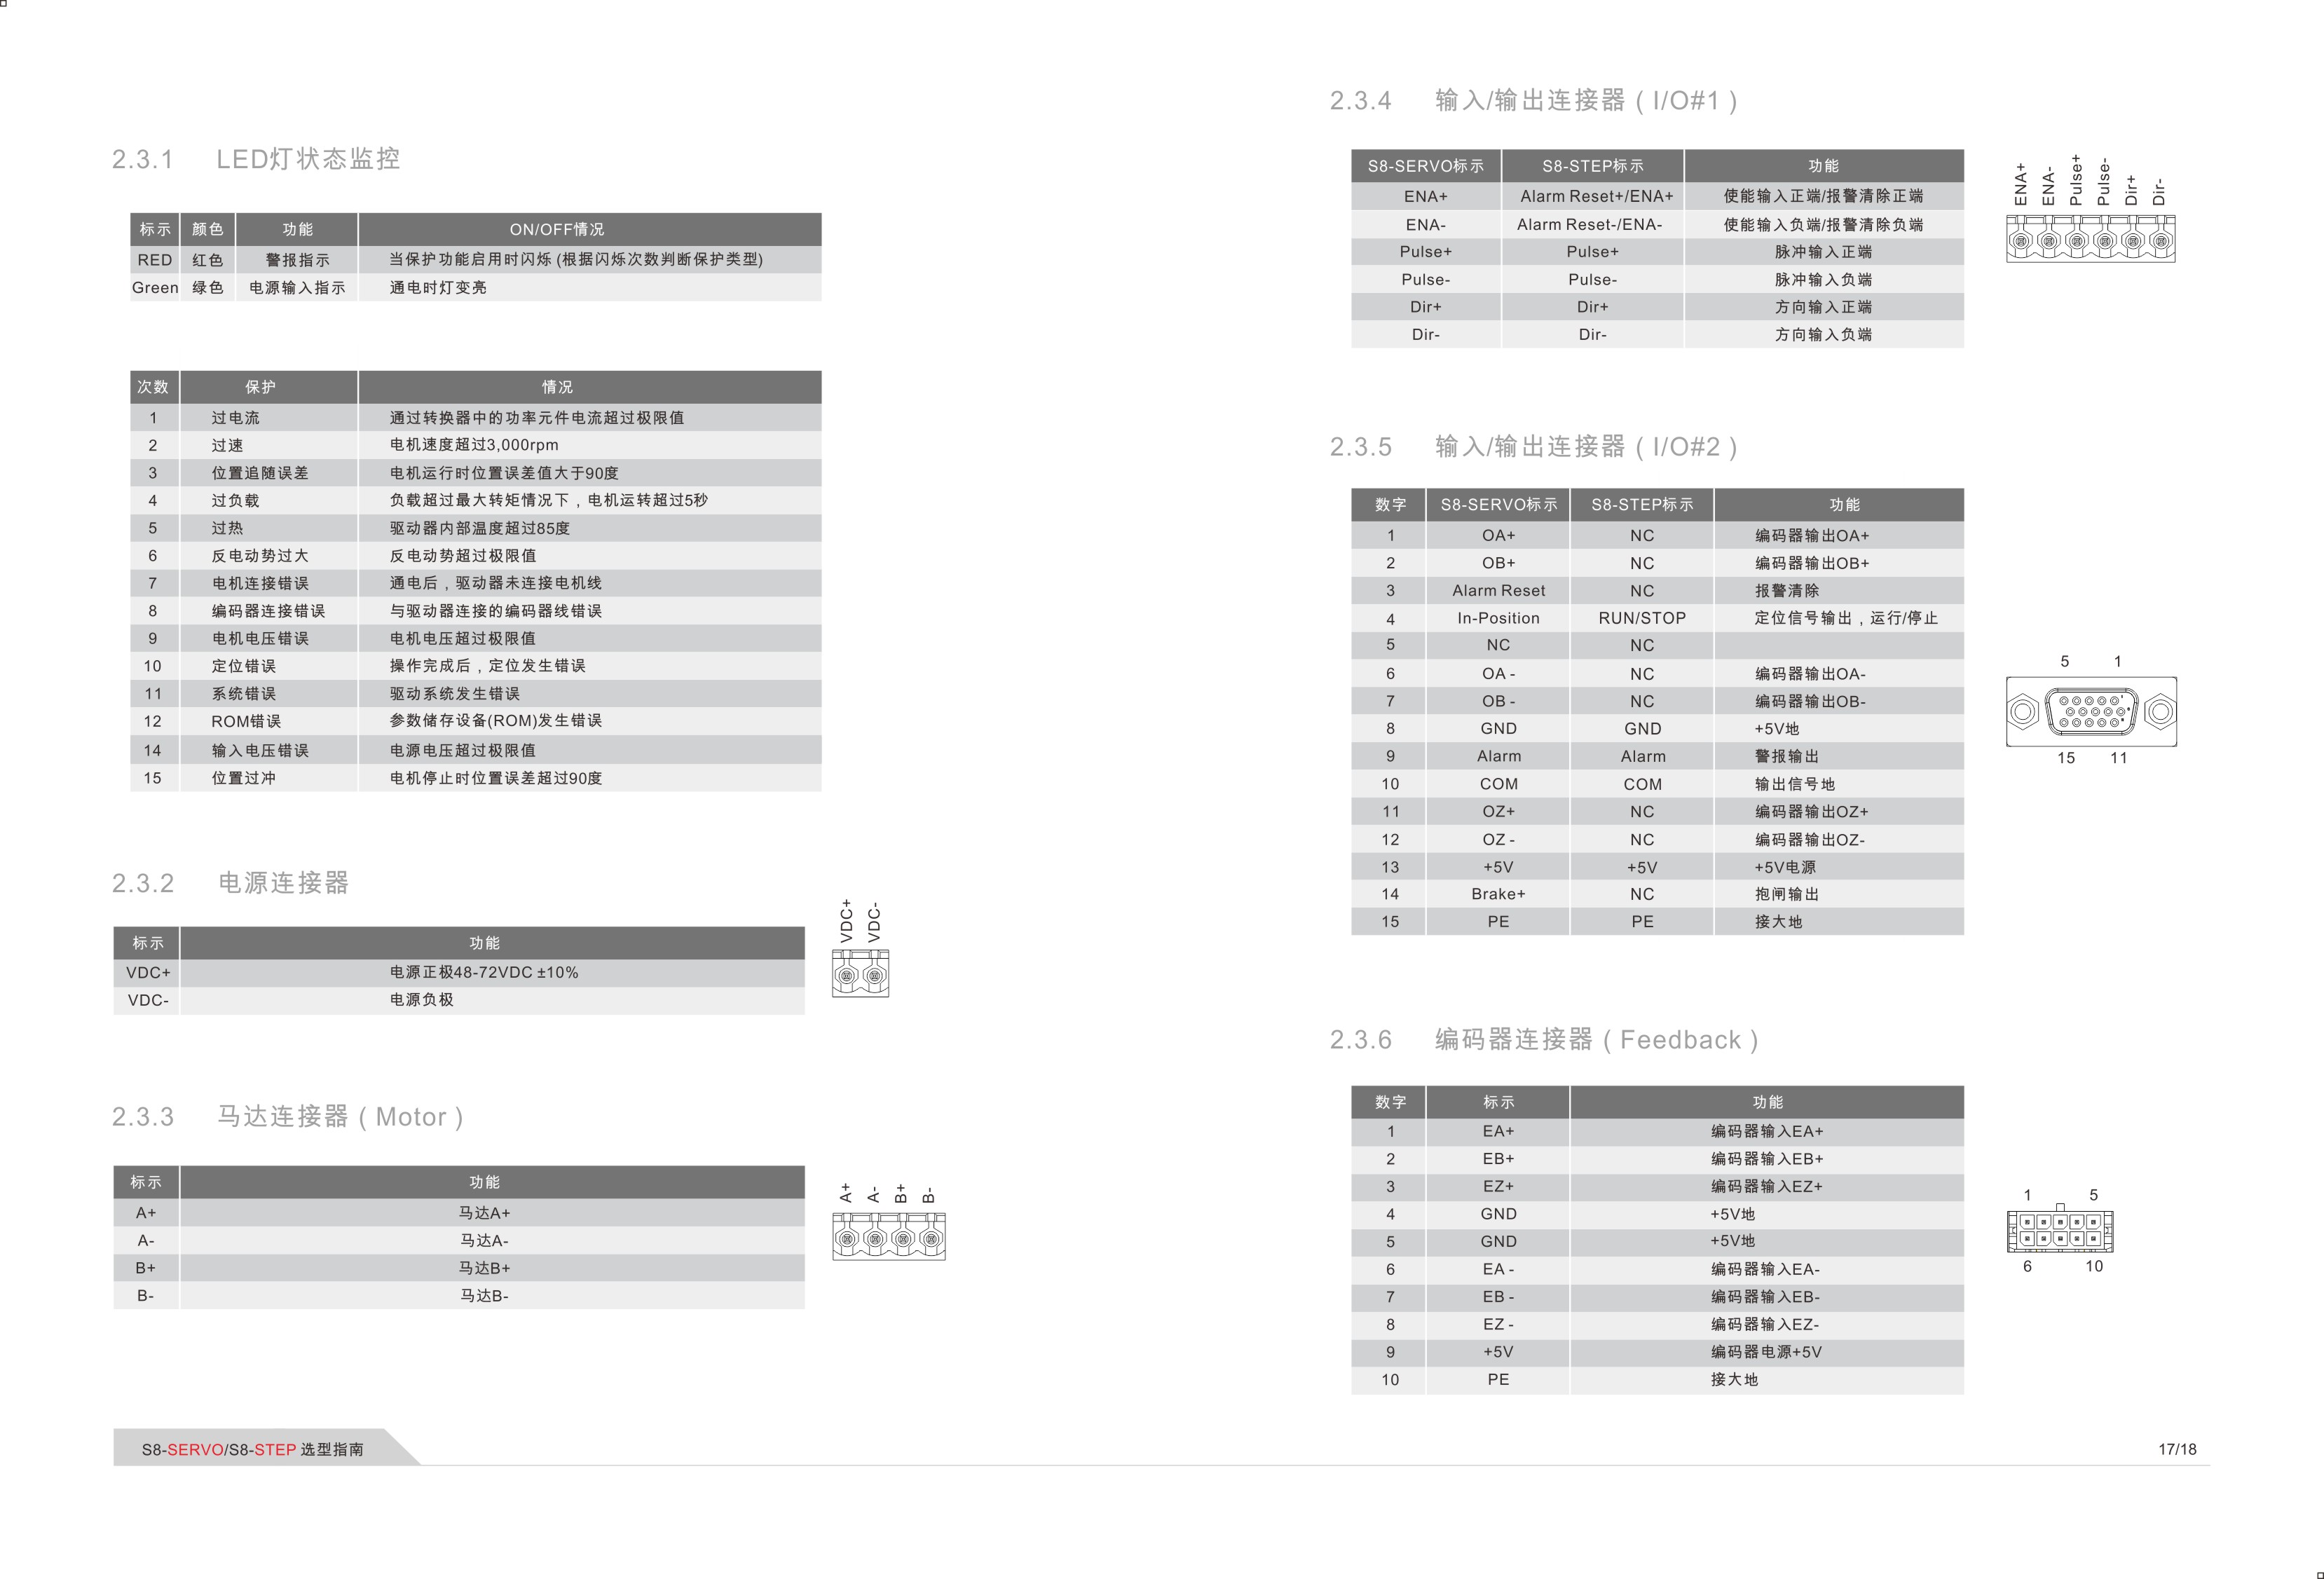 2.3.1 LED灯状态监控
标示 颜色 功能 ON/OFF情况
RED 红色 警报指示 当保护功能启用时闪烁 (根据闪烁次数判断保护类型)
Green 绿色 电源输入指示 通电时灯变亮
次数 保护 情况
1 过电流 通过转换器中的功率元件电流超过极限值
2 过速 电机速度超过3,000rpm
3 位置追随误差 电机运行时位置误差值大于90度
4 过负载 负载超过最大转矩情况下，电机运转超过5秒
5 过热 驱动器内部温度超过85度
6 反电动势过大 反电动势超过极限值
7 电机连接错误 通电后，驱动器未连接电机线
8 编码器连接错误 与驱动器连接的编码器线错误
9 电机电压错误 电机电压超过极限值
10 定位错误 操作完成后，定位发生错误
11 系统错误 驱动系统发生错误
12 ROM错误 参数储存设备(ROM)发生错误
14 输入电压错误 电源电压超过极限值
15 位置过冲 电机停止时位置误差超过90度
2.3.2 电源连接器
标示 功能
VDC+ 电源正极48-72VDC ±10%
VDC- 电源负极
VDC+ VDC-
2.3.3 马达连接器（Motor）
标示 功能
A+ 马达A+
A- 马达A-
B+ 马达B+
B- 马达B-
A+ A- B+ B-
2.3.4 输入/输出连接器（I/O#1）
S8-SERVO标示 S8-STEP标示 功能
ENA+ Alarm Reset+/ENA+ 使能输入正端/报警清除正端
ENA- Alarm Reset-/ENA- 使能输入负端/报警清除负端
Pulse+ Pulse+ 脉冲输入正端
Pulse- Pulse- 脉冲输入负端
Dir+ Dir+ 方向输入正端
Dir- Dir- 方向输入负端
ENA+ ENA- Pulse+ Pulse- Dir+ Dir-
2.3.5 输入/输出连接器（I/O#2）
数字 S8-SERVO标示 S8-STEP标示 功能
1 OA+ NC 编码器输出OA+
2 OB+ NC 编码器输出OB+
3 Alarm Reset NC 报警清除
4 In-Position RUN/STOP 定位信号输出，运行/停止
5 NC NC
6 OA - NC 编码器输出OA-
7 OB - NC 编码器输出OB-
8 GND GND +5V地
9 Alarm Alarm 警报输出
10 COM COM 输出信号地
11 OZ+ NC 编码器输出OZ+
12 OZ - NC 编码器输出OZ-
13 +5V +5V +5V电源
14 Brake+ NC 抱闸输出
15 PE PE 接大地
5 1
15 11
2.3.6 编码器连接器（Feedback）
数字 标示 功能
1 EA+ 编码器输入EA+
2 EB+ 编码器输入EB+
3 EZ+ 编码器输入EZ+
4 GND +5V地
5 GND +5V地
6 EA - 编码器输入EA-
7 EB - 编码器输入EB-
8 EZ - 编码器输入EZ-
9 +5V 编码器电源+5V
10 PE 接大地
1 5
6 10
S8-SERVO/S8-STEP 选型指南
17/18